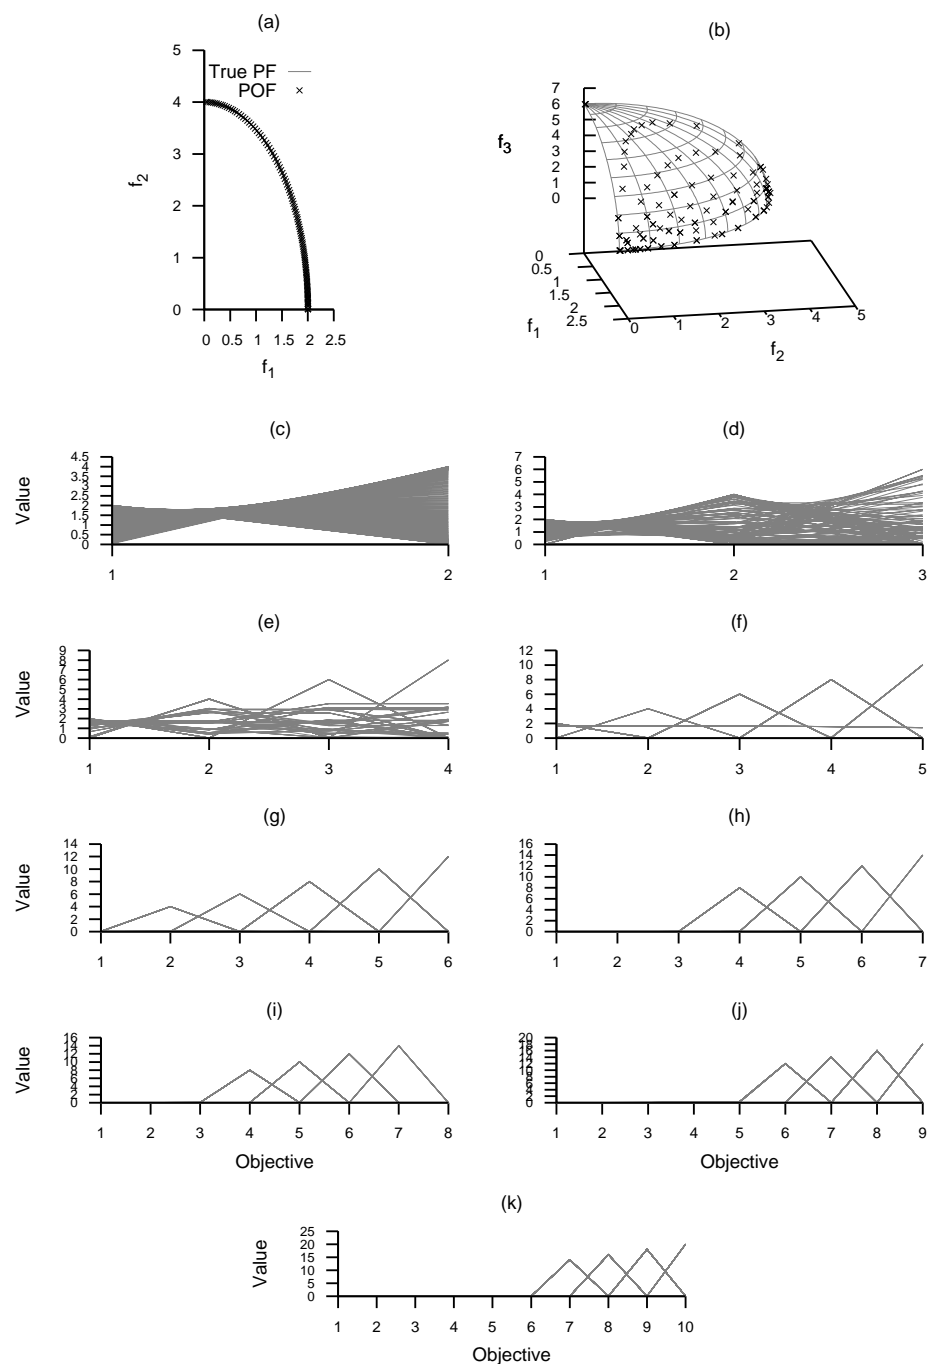 (a)
5
4
3
2
1
0
f2
True PF
POF
0 0.5 1 1.5 2 2.5
f1
(b)
7
6
5
4
3
2
1
0
f3
0
0.5
1
1.5
2
2.5
f1
0 1 2 3 4 5
f2
(c)
Value
4.5
4
3.5
3
2.5
2
1.5
1
0.5
0
1 2
(d)
7
6
5
4
3
2
1
0
1 2 3
(e)
Value
9
8
7
6
5
4
3
2
1
0
1 2 3 4
(f)
Value
12
10
8
6
4
2
0
1 2 3 4 5
(g)
Value
14
12
10
8
6
4
2
0
1 2 3 4 5 6
(h)
Value
16
14
12
10
8
6
4
2
0
1 2 3 4 5 6 7
(i)
Value
16
14
12
10
8
6
4
2
0
1 2 3 4 5 6 7 8
Objective
(j)
Value
20
18
16
14
12
10
8
6
4
2
0
1 2 3 4 5 6 7 8 9
Objective
(k)
Value
25
20
15
10
5
0
1 2 3 4 5 6 7 8 9 10
Objective